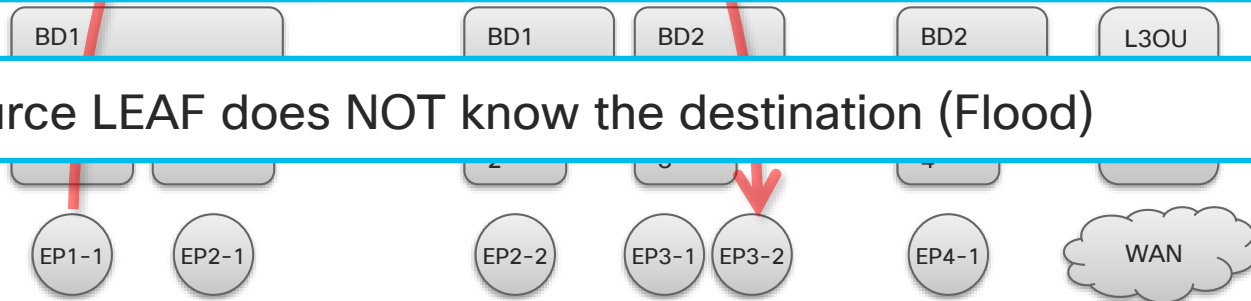 BD1 BD1 BD2 BD2 L3OU
urce LEAF does NOT know the destination (Flood)
EP1-1 EP2-1 EP2-2 EP3-1 EP3-2 EP4-1 WAN